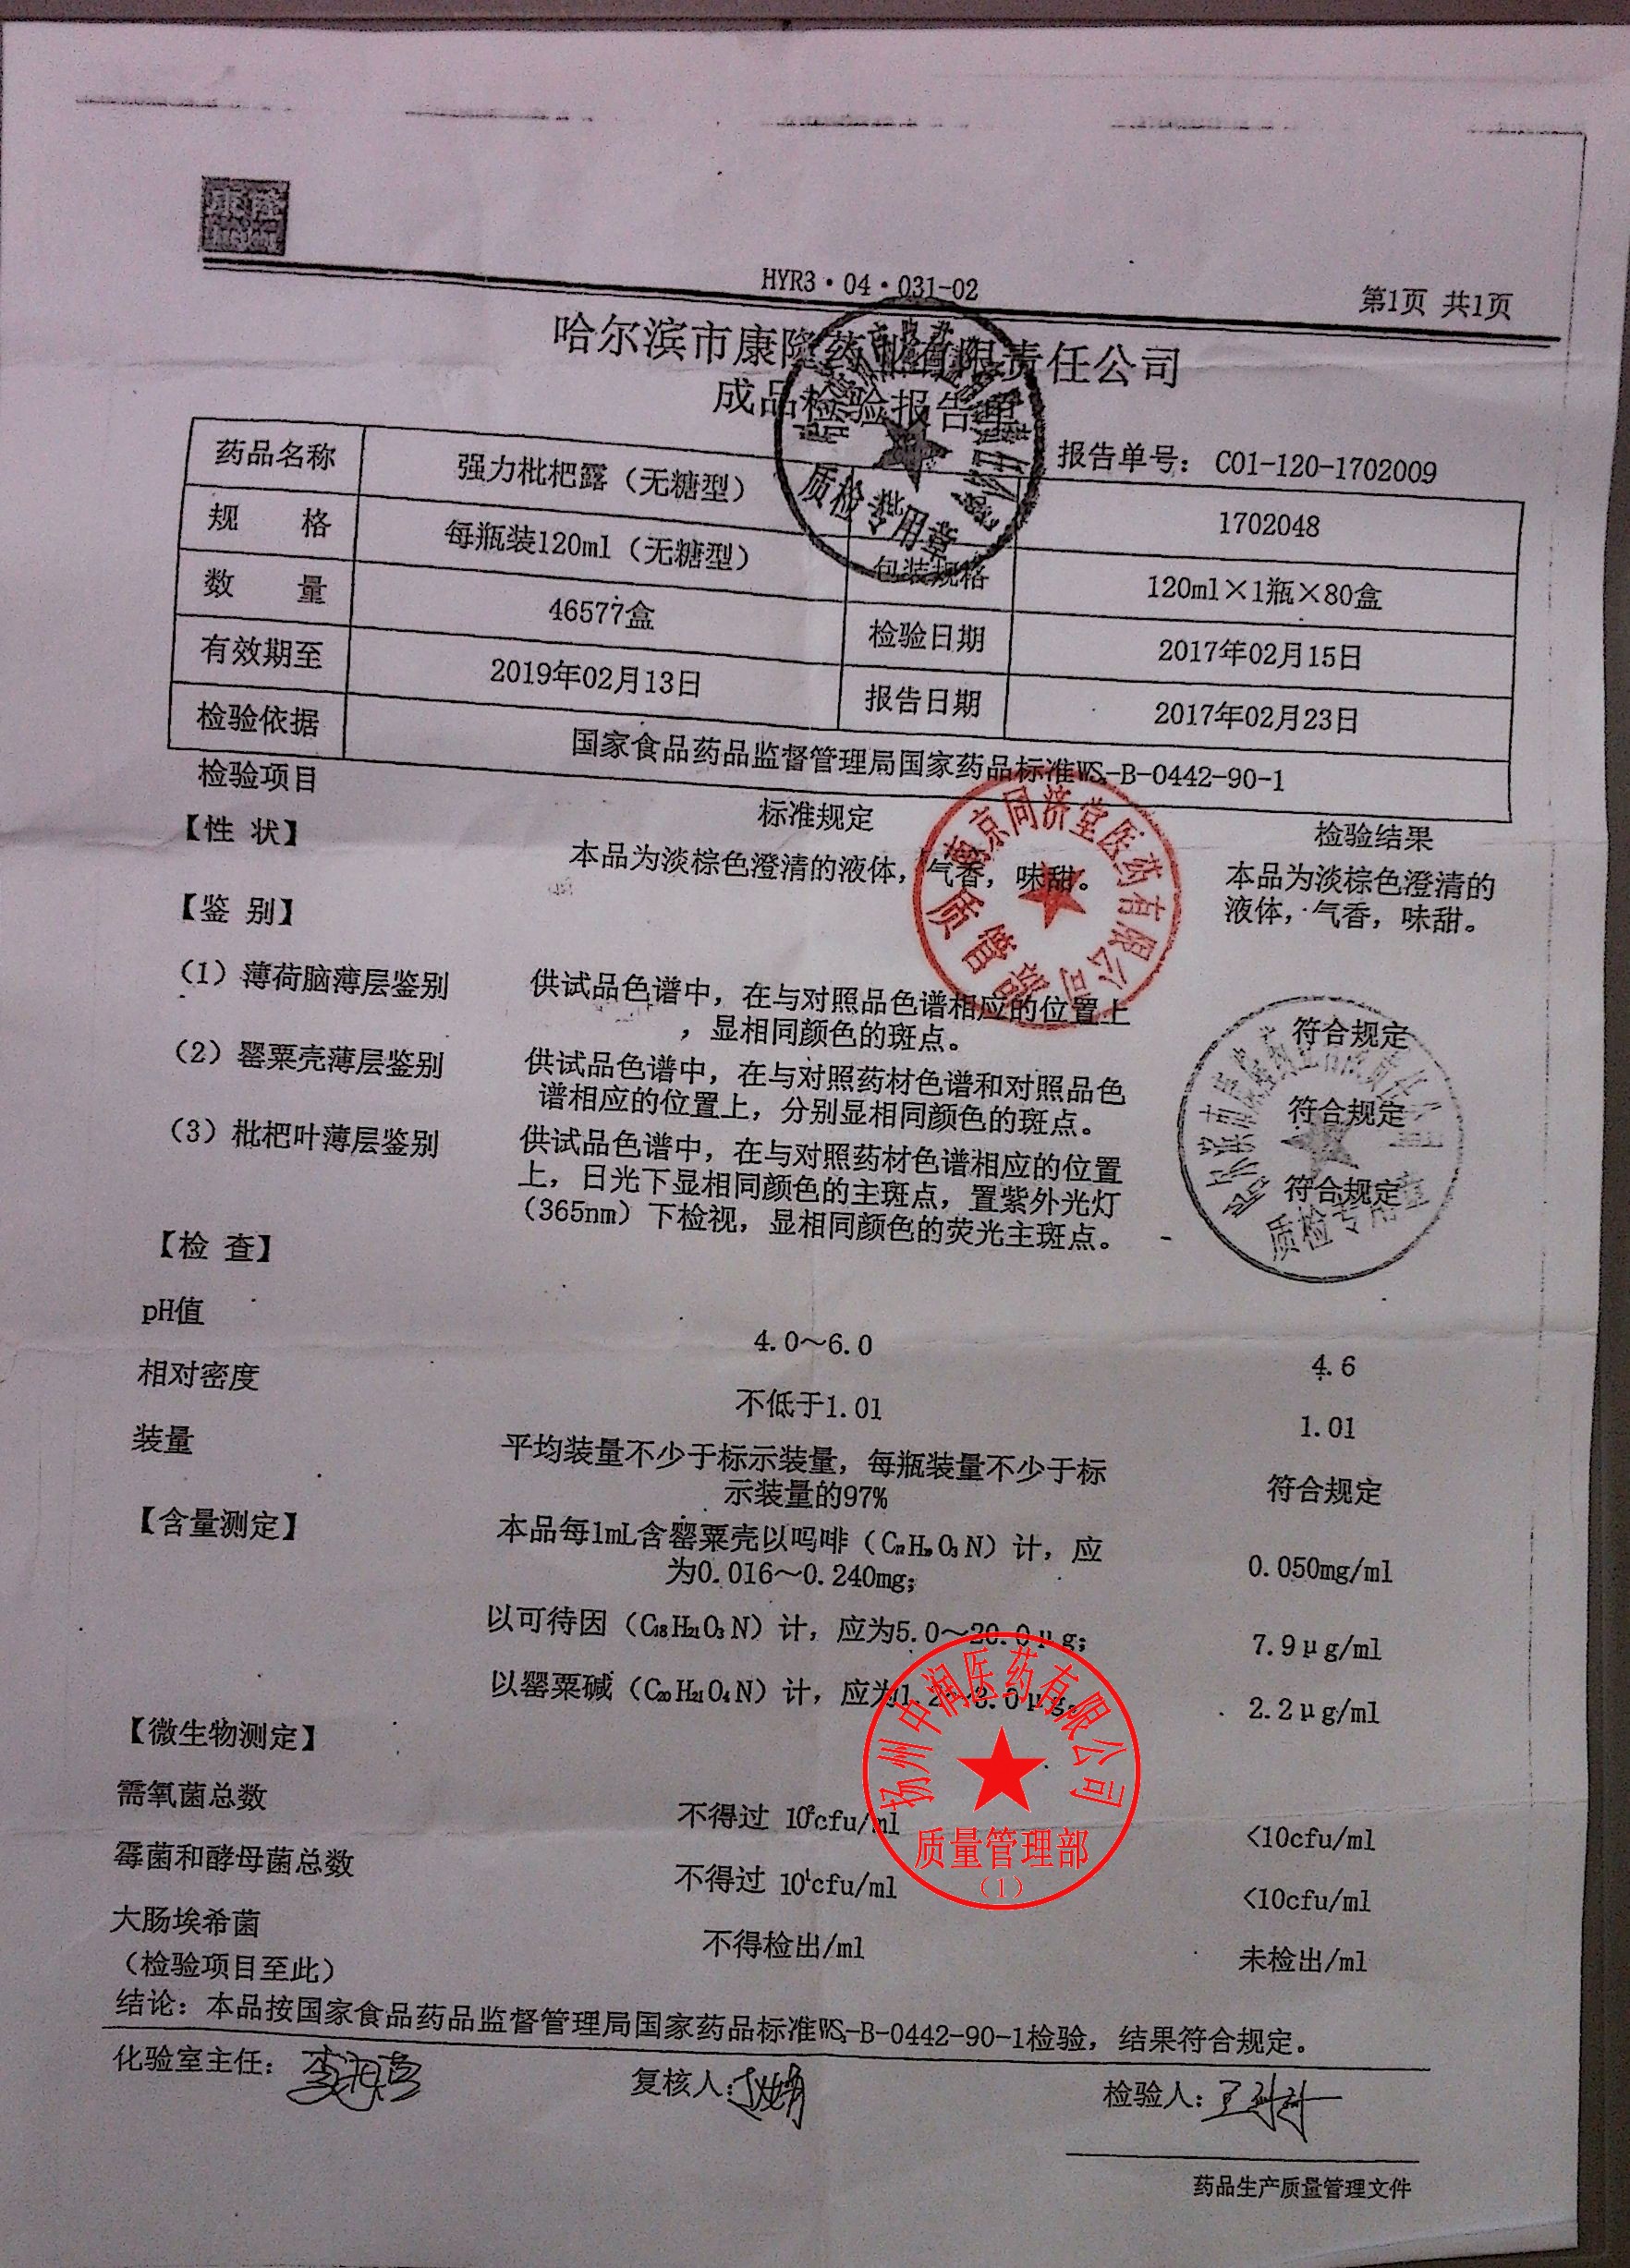 康隆
HYR3·04·031-02
第1页 共1页
哈尔滨市康隆药业有限责任公司
成品检验报告单
报告单号: C01-120-1702009
药品名称 强力枇杷露（无糖型） 批 1702048
规 格 每瓶装120ml（无糖型） 包装规格 120ml×1瓶×80盒
数 量 46577盒 检验日期 2017年02月15日
有效期至 2019年02月13日 报告日期 2017年02月23日
检验依据 国家食品药品监督管理局国家药品标准WS-B-0442-90-1
检验项目 标准规定 检验结果
【性 状】 本品为淡棕色澄清的液体，气香，味甜。 本品为淡棕色澄清的
液体，气香，味甜。
【鉴 别】
（1）薄荷脑薄层鉴别 供试品色谱中，在与对照品色谱相应的位置上 符合规定
，显相同颜色的斑点。
（2）罂粟壳薄层鉴别 供试品色谱中，在与对照药材色谱和对照品色 符合规定
谱相应的位置上，分别显相同颜色的斑点。
（3）枇杷叶薄层鉴别 供试品色谱中，在与对照药材色谱相应的位置 符合规定
上，日光下显相同颜色的主斑点，置紫外光灯
（365nm）下检视，显相同颜色的荧光主斑点。
【检 查】
pH值 4.0～6.0 4.6
相对密度 不低于1.01 1.01
装量 平均装量不少于标示装量，每瓶装量不少于标 符合规定
示装量的97%
【含量测定】 本品每1mL含罂粟壳以吗啡（C₁₇H₁₉O₃N）计，应 0.050mg/ml
为0.016～0.240mg;
以可待因（C₁₈H₂₁O₃N）计，应为5.0～20.0μg; 7.9μg/ml
以罂粟碱（C₂₀H₂₁O₄N）计，应为1.2～8.0μg。 2.2μg/ml
【微生物测定】
需氧菌总数 不得过 10²cfu/ml <10cfu/ml
霉菌和酵母菌总数 不得过 10¹cfu/ml <10cfu/ml
大肠埃希菌 不得检出/ml 未检出/ml
（检验项目至此）
结论: 本品按国家食品药品监督管理局国家药品标准WS-B-0442-90-1检验，结果符合规定。
化验室主任: 复核人: 检验人:
药品生产质量管理文件
质检专用章
南京同济堂医药有限公司
质管部
质检专用章
扬州中润医药有限公司
质量管理部
（1）